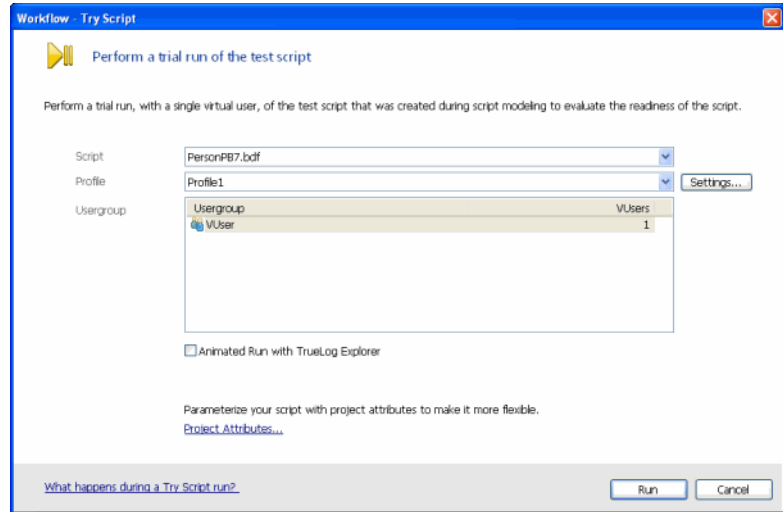 Workflow - Try Script
Perform a trial run of the test script
Perform a trial run, with a single virtual user, of the test script that was created during script modeling to evaluate the readiness of the script.
Script PersonPB7.bdf
Profile Profile1 Settings...
Usergroup Usergroup VUsers
VUser 1
Animated Run with TrueLog Explorer
Parameterize your script with project attributes to make it more flexible.
Project Attributes...
What happens during a Try Script run? Run Cancel